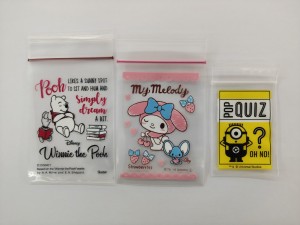 Pooh
LIKES A SUNNY SPOT
TO SIT AND HUM AND
simply
dream
A BIT.
Disney
Winnie the Pooh
My Melody
Strawberry
POP QUIZ
?
OH NO!